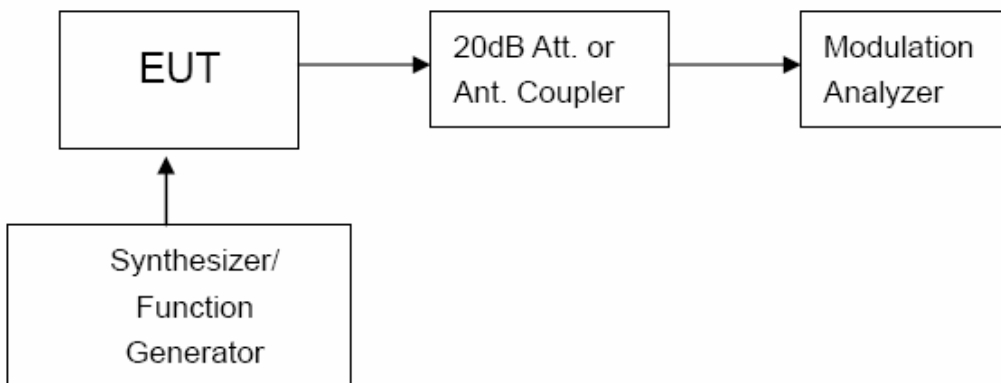 EUT
20dB Att. or
Ant. Coupler
Modulation
Analyzer
Synthesizer/
Function
Generator